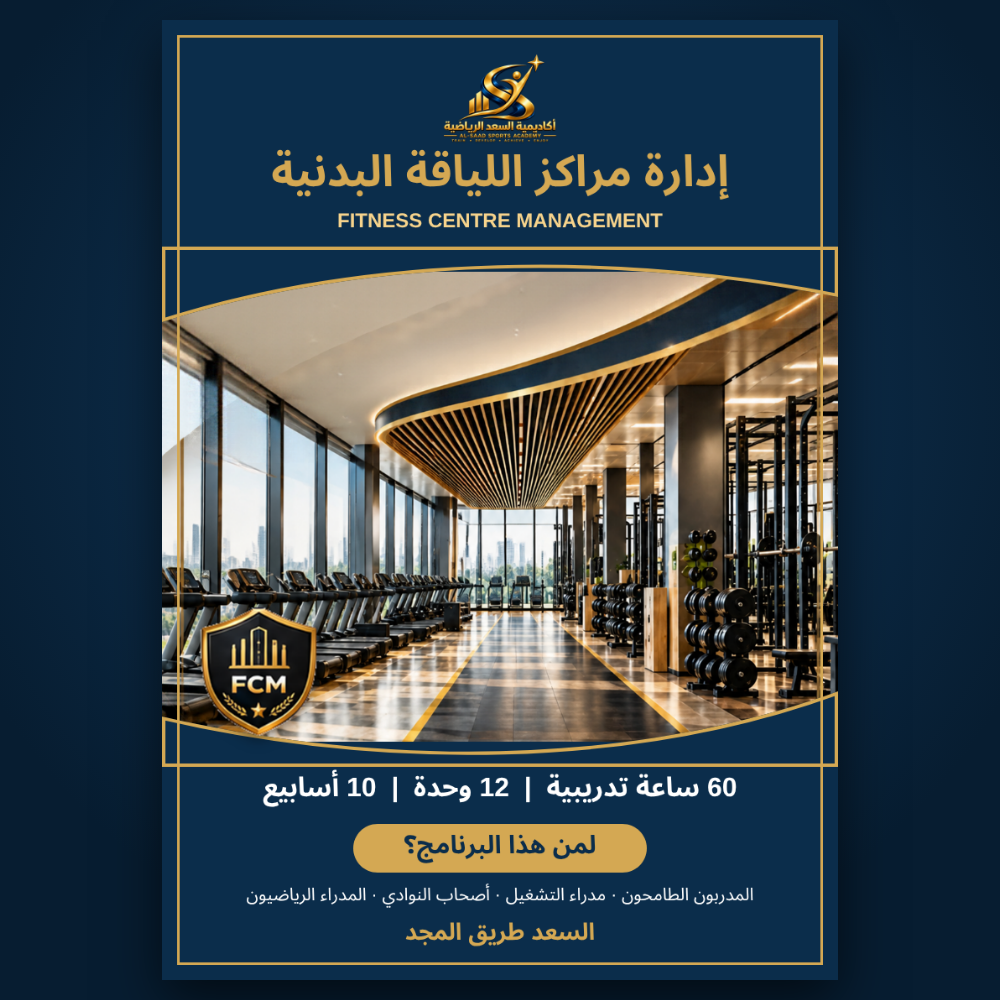 أكاديمية السعد الرياضية
AL-SAAD SPORTS ACADEMY
إدارة مراكز اللياقة البدنية
FITNESS CENTRE MANAGEMENT
FCM
60 ساعة تدريبية | 12 وحدة | 10 أسابيع
لمن هذا البرنامج؟
المدربون الطامحون · مدراء التشغيل · أصحاب النوادي · المدراء الرياضيون
السعد طريق المجد